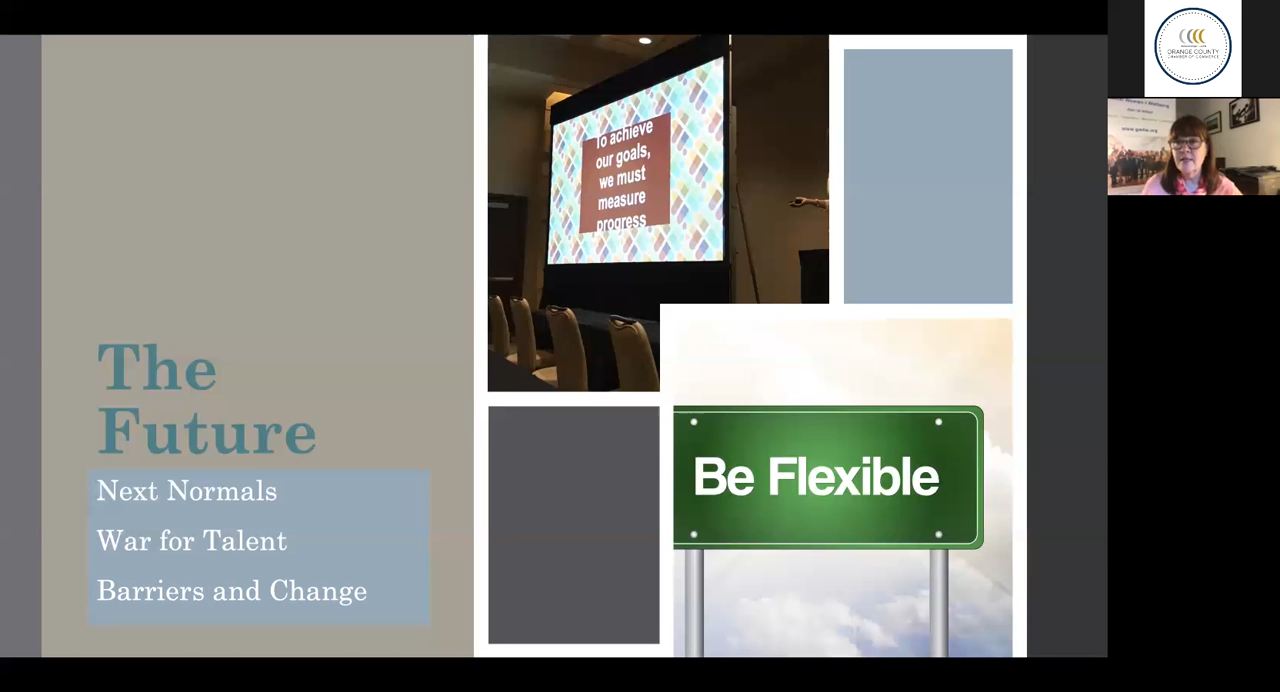 The
Future
Next Normals
War for Talent
Barriers and Change
To achieve
our goals,
we must
measure
progress
Be Flexible
ORANGE COUNTY
CHAMBER OF COMMERCE